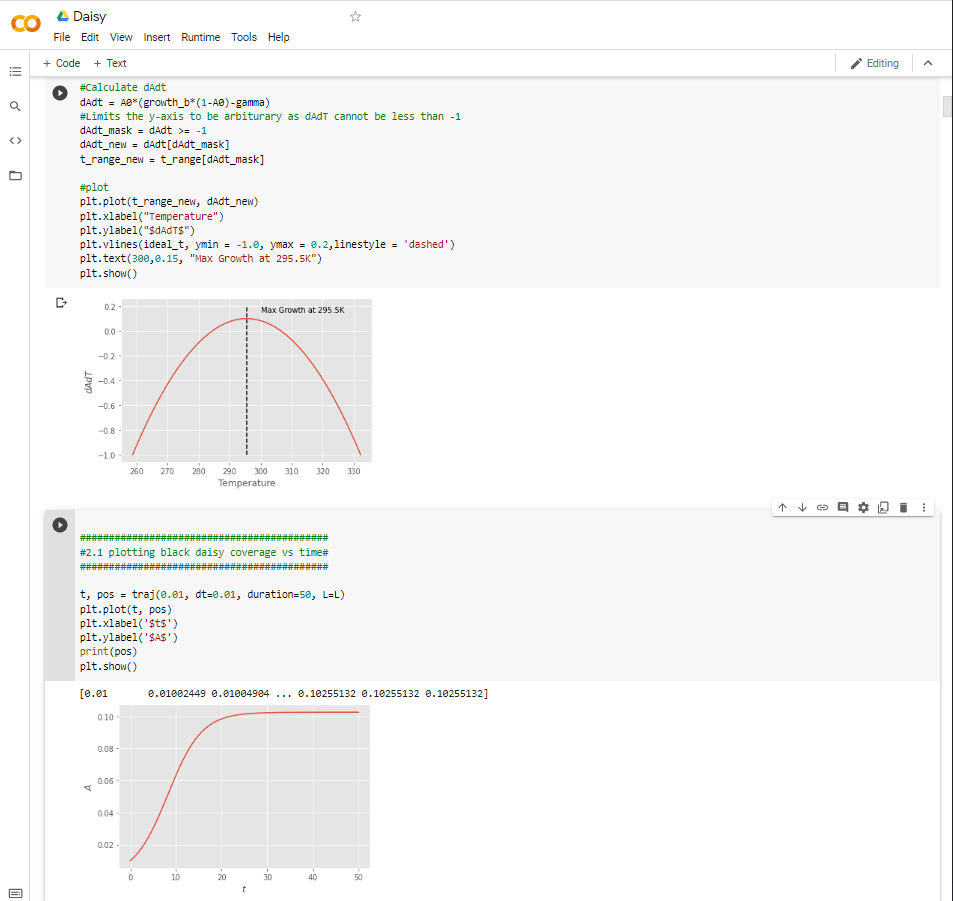 Daisy
File Edit View Insert Runtime Tools Help
+ Code + Text
Editing
#Calculate dAdt
dAdt = A0*(growth_b*(1-A0)-gamma)
#Limits the y-axis to be arbiturary as dAdT cannot be less than -1
dAdt_mask = dAdt >= -1
dAdt_new = dAdt[dAdt_mask]
t_range_new = t_range[dAdt_mask]
#plot
plt.plot(t_range_new, dAdt_new)
plt.xlabel("Temperature")
plt.ylabel("$dAdT$")
plt.vlines(ideal_t, ymin = -1.0, ymax = 0.2,linestyle = 'dashed')
plt.text(300,0.15, "Max Growth at 295.5K")
plt.show()
Max Growth at 295.5K
0.2
0.0
−0.2
−0.4
−0.6
−0.8
−1.0
dAdT
260 270 280 290 300 310 320 330
Temperature
###########################################
#2.1 plotting black daisy coverage vs time#
###########################################
t, pos = traj(0.01, dt=0.01, duration=50, L=L)
plt.plot(t, pos)
plt.xlabel('$t$')
plt.ylabel('$A$')
print(pos)
plt.show()
[0.01 0.01002449 0.01004904 ... 0.10255132 0.10255132 0.10255132]
0.10
0.08
0.06
0.04
0.02
A
0 10 20 30 40 50
t